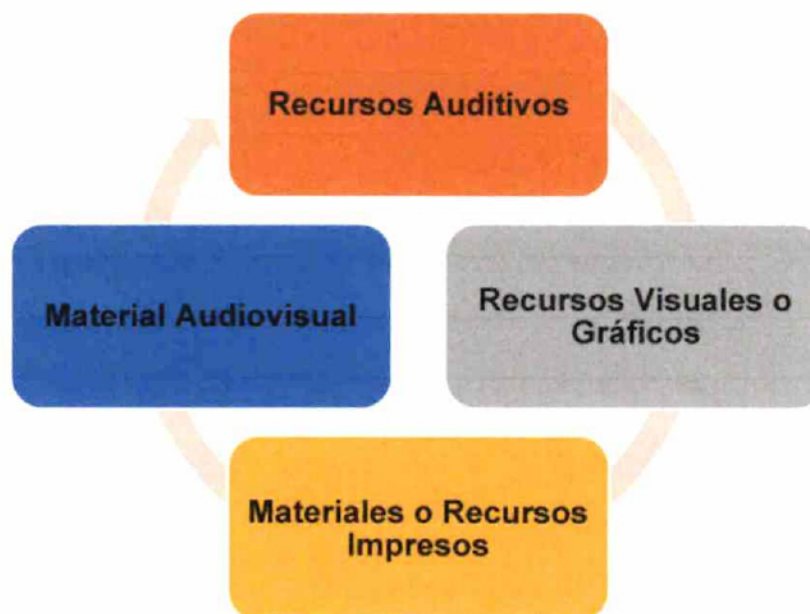 Recursos Auditivos
Material Audiovisual
Recursos Visuales o
Gráficos
Materiales o Recursos
Impresos